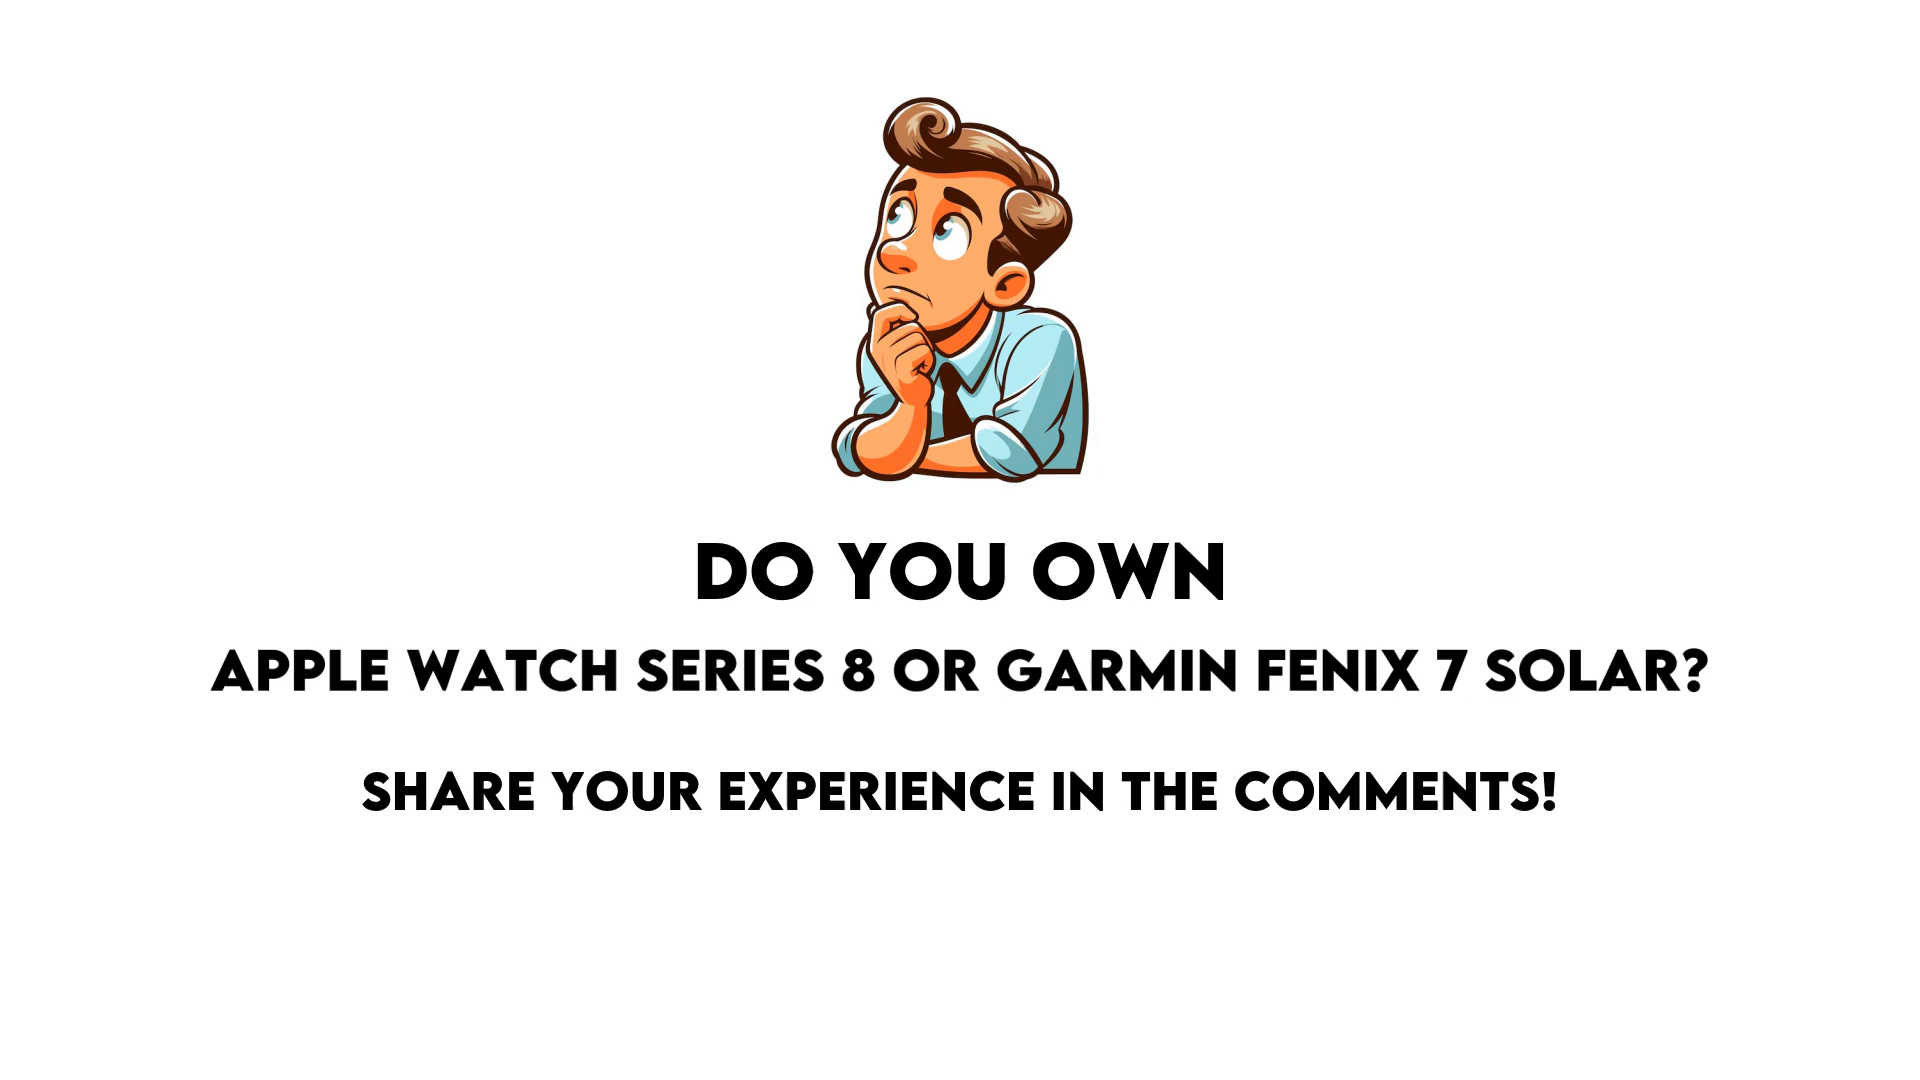 DO YOU OWN
APPLE WATCH SERIES 8 OR GARMIN FENIX 7 SOLAR?
SHARE YOUR EXPERIENCE IN THE COMMENTS!